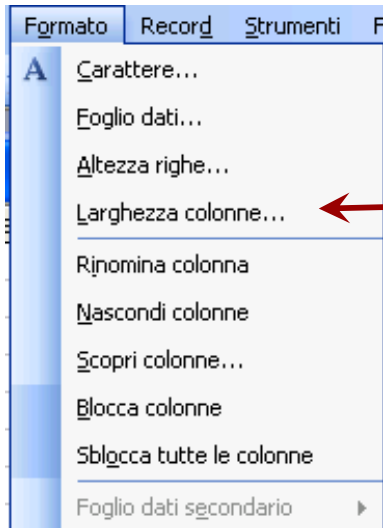 Formato Record Strumenti F
A Carattere...
Foglio dati...
Altezza righe...
Larghezza colonne...
Rinomina colonna
Nascondi colonne
Scopri colonne...
Blocca colonne
Sblocca tutte le colonne
Foglio dati secondario